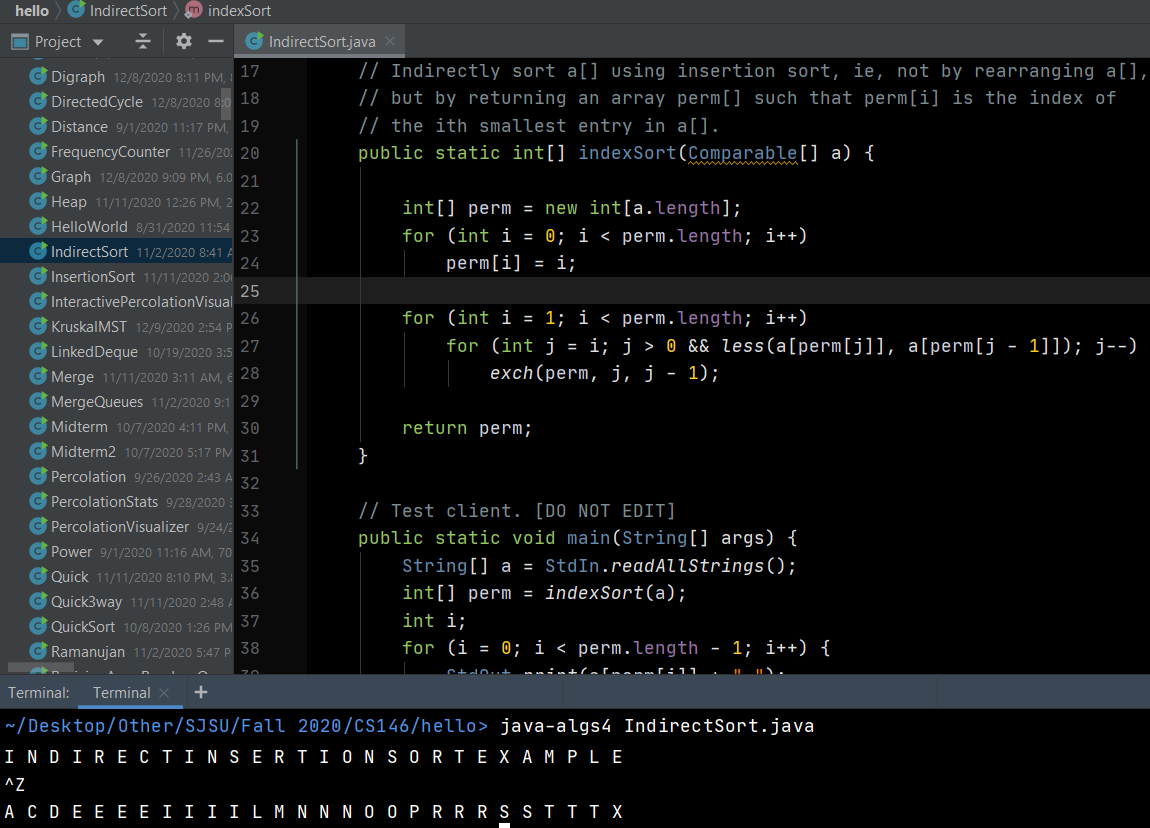 hello IndirectSort indexSort
Project
IndirectSort.java
Digraph 12/8/2020 8:11 PM,
DirectedCycle 12/8/2020 8:0
Distance 9/1/2020 11:17 PM,
FrequencyCounter 11/26/20
Graph 12/8/2020 9:09 PM, 6.0
Heap 11/11/2020 12:26 PM, 2
HelloWorld 8/31/2020 11:54
IndirectSort 11/2/2020 8:41 A
InsertionSort 11/11/2020 2:0
InteractivePercolationVisual
KruskalMST 12/9/2020 2:54 P
LinkedDeque 10/19/2020 3:5
Merge 11/11/2020 3:11 AM, 6
MergeQueues 11/2/2020 9:1
Midterm 10/7/2020 4:11 PM,
Midterm2 10/7/2020 5:17 PM
Percolation 9/26/2020 2:43 A
PercolationStats 9/28/2020
PercolationVisualizer 9/24/2
Power 9/1/2020 11:16 AM, 70
Quick 11/11/2020 8:10 PM, 3.
Quick3way 11/11/2020 2:48 A
QuickSort 10/8/2020 1:26 PM
Ramanujan 11/2/2020 5:47 P
17 // Indirectly sort a[] using insertion sort, ie, not by rearranging a[],
18 // but by returning an array perm[] such that perm[i] is the index of
19 // the ith smallest entry in a[].
20 public static int[] indexSort(Comparable[] a) {
21
22 int[] perm = new int[a.length];
23 for (int i = 0; i < perm.length; i++)
24 perm[i] = i;
25
26 for (int i = 1; i < perm.length; i++)
27 for (int j = i; j > 0 && less(a[perm[j]], a[perm[j - 1]]); j--)
28 exch(perm, j, j - 1);
29
30 return perm;
31 }
32
33 // Test client. [DO NOT EDIT]
34 public static void main(String[] args) {
35 String[] a = StdIn.readAllStrings();
36 int[] perm = indexSort(a);
37 int i;
38 for (i = 0; i < perm.length - 1; i++) {
Terminal: Terminal
~/Desktop/Other/SJSU/Fall 2020/CS146/hello> java-algs4 IndirectSort.java
I N D I R E C T I N S E R T I O N S O R T E X A M P L E
^Z
A C D E E E E I I I I L M N N N O O P R R R S S T T T X